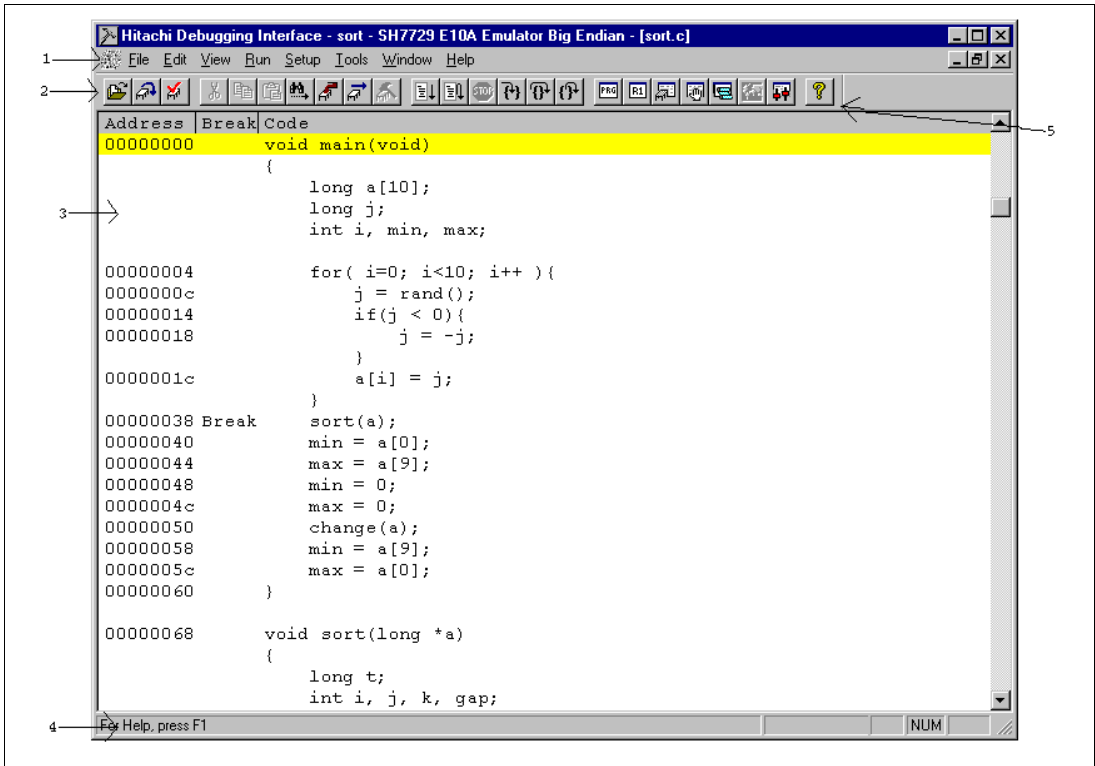 Hitachi Debugging Interface - sort - SH7729 E10A Emulator Big Endian - [sort.c]
1 File Edit View Run Setup Tools Window Help
2 STOP PRG R1 ?
Address Break Code
5
00000000 void main(void)
{
long a[10];
3 long j;
int i, min, max;
00000004 for( i=0; i<10; i++ ){
0000000c j = rand();
00000014 if(j < 0){
00000018 j = -j;
}
0000001c a[i] = j;
}
00000038 Break sort(a);
00000040 min = a[0];
00000044 max = a[9];
00000048 min = 0;
0000004c max = 0;
00000050 change(a);
00000058 min = a[9];
0000005c max = a[0];
00000060 }
00000068 void sort(long *a)
{
long t;
int i, j, k, gap;
4 For Help, press F1 NUM